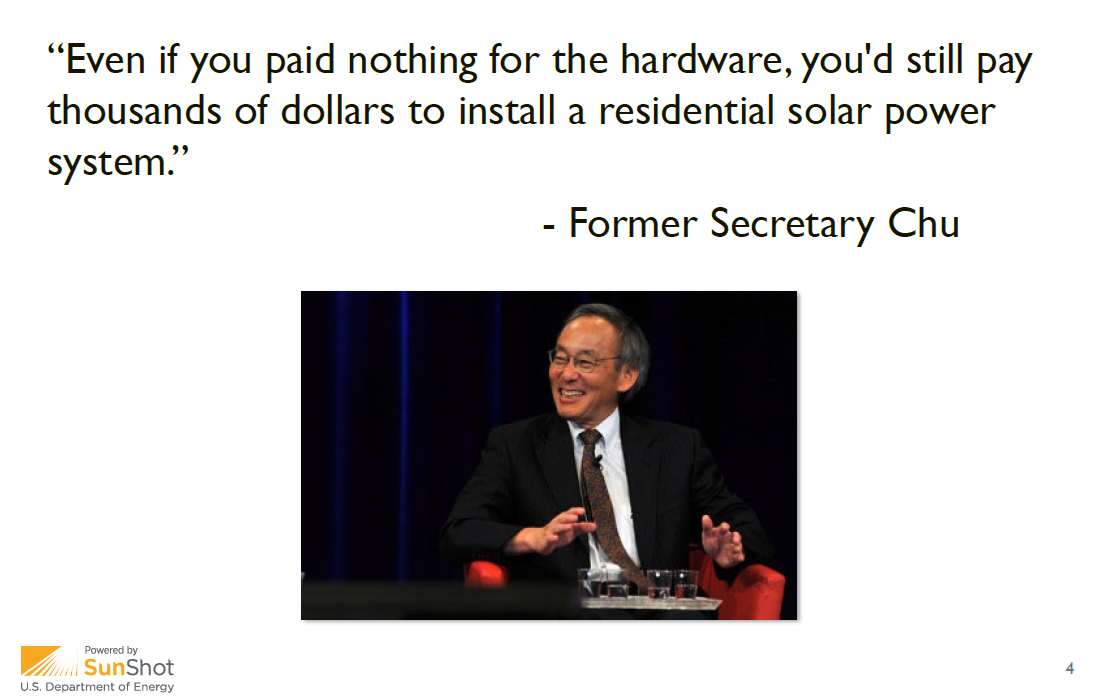 “Even if you paid nothing for the hardware, you'd still pay
thousands of dollars to install a residential solar power
system.”
- Former Secretary Chu
Powered by
SunShot
U.S. Department of Energy
4